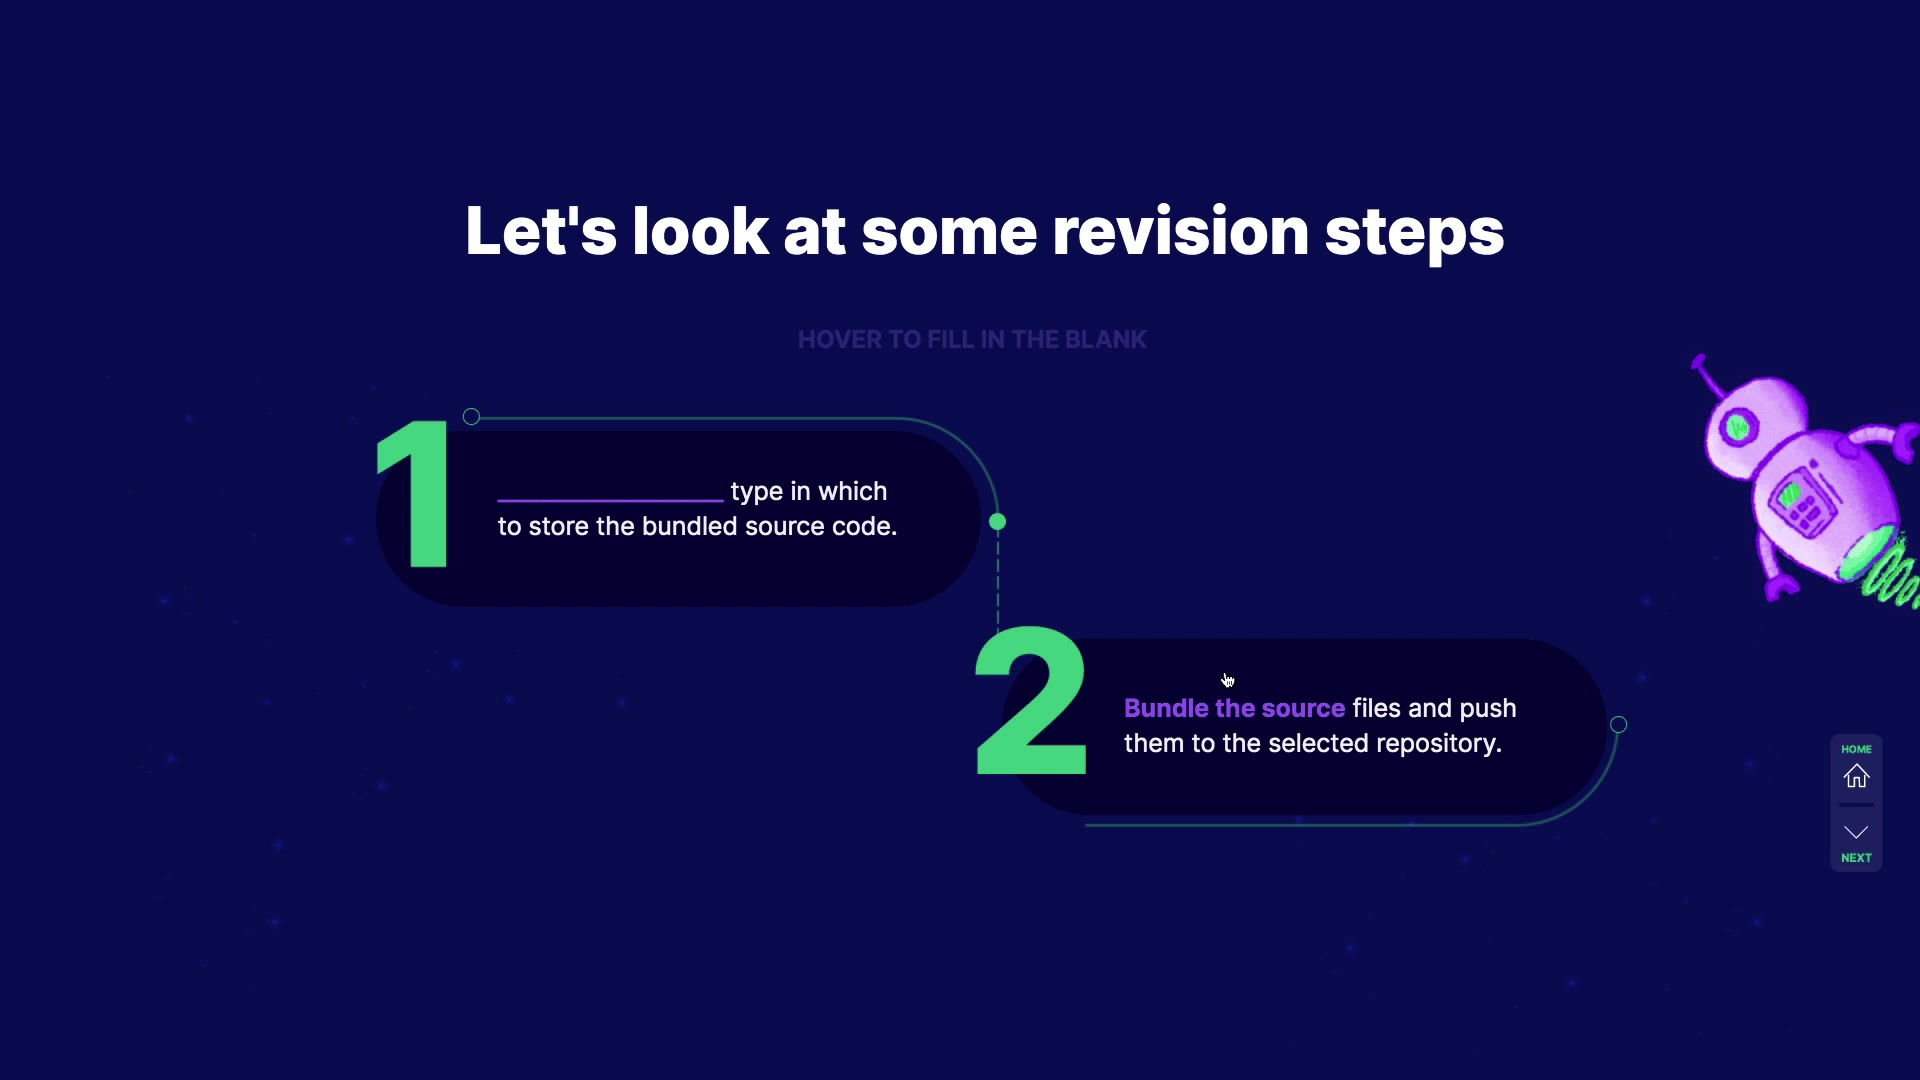 Let's look at some revision steps
HOVER TO FILL IN THE BLANK
1
_________________ type in which
to store the bundled source code.
2
Bundle the source files and push
them to the selected repository.
HOME
NEXT